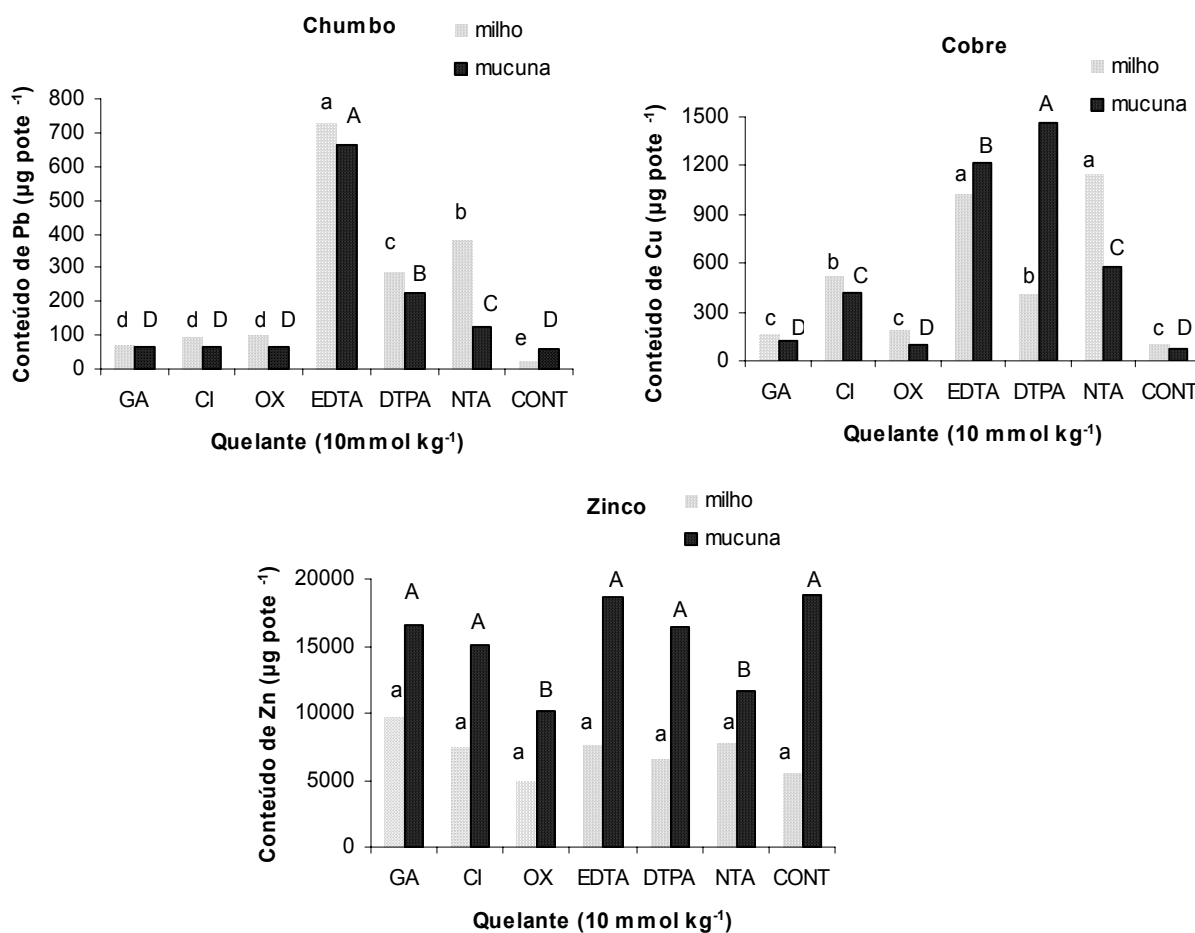 Chumbo
milho
mucuna
Conteúdo de Pb (µg pote ⁻¹)
800
700
600
500
400
300
200
100
0
d D d D d D a A c B b C e D
GA CI OX EDTA DTPA NTA CONT
Quelante (10mmol kg⁻¹)
Cobre
milho
mucuna
Conteúdo de Cu (µg pote ⁻¹)
1500
1200
900
600
300
0
c D b C c D a B b A a C c D
GA CI OX EDTA DTPA NTA CONT
Quelante (10 mmol kg⁻¹)
Zinco
milho
mucuna
Conteúdo de Zn (µg pote ⁻¹)
20000
15000
10000
5000
0
a A a A a B a A a A a B a A
GA CI OX EDTA DTPA NTA CONT
Quelante (10 mmol kg⁻¹)